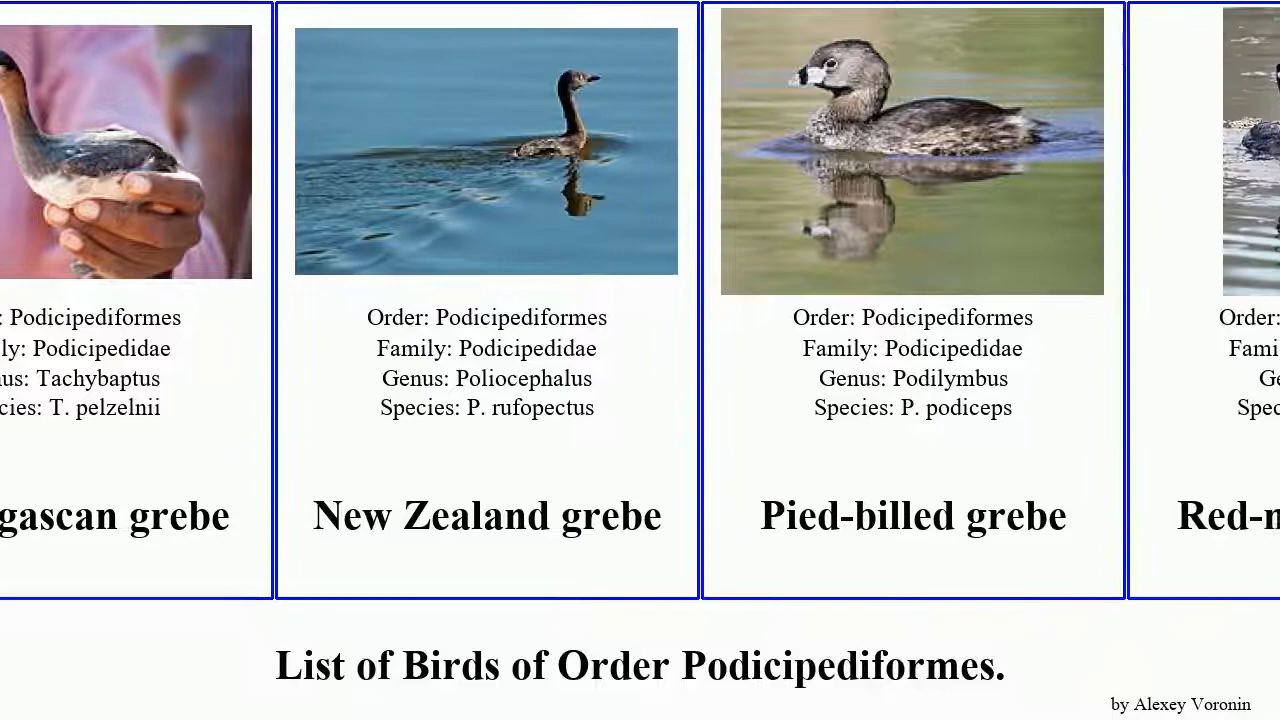 : Podicipediformes
ly: Podicipedidae
us: Tachybaptus
cies: T. pelzelnii
gascan grebe
Order: Podicipediformes
Family: Podicipedidae
Genus: Poliocephalus
Species: P. rufopectus
New Zealand grebe
Order: Podicipediformes
Family: Podicipedidae
Genus: Podilymbus
Species: P. podiceps
Pied-billed grebe
Order:
Fami
Ge
Spec
Red-n
List of Birds of Order Podicipediformes.
by Alexey Voronin